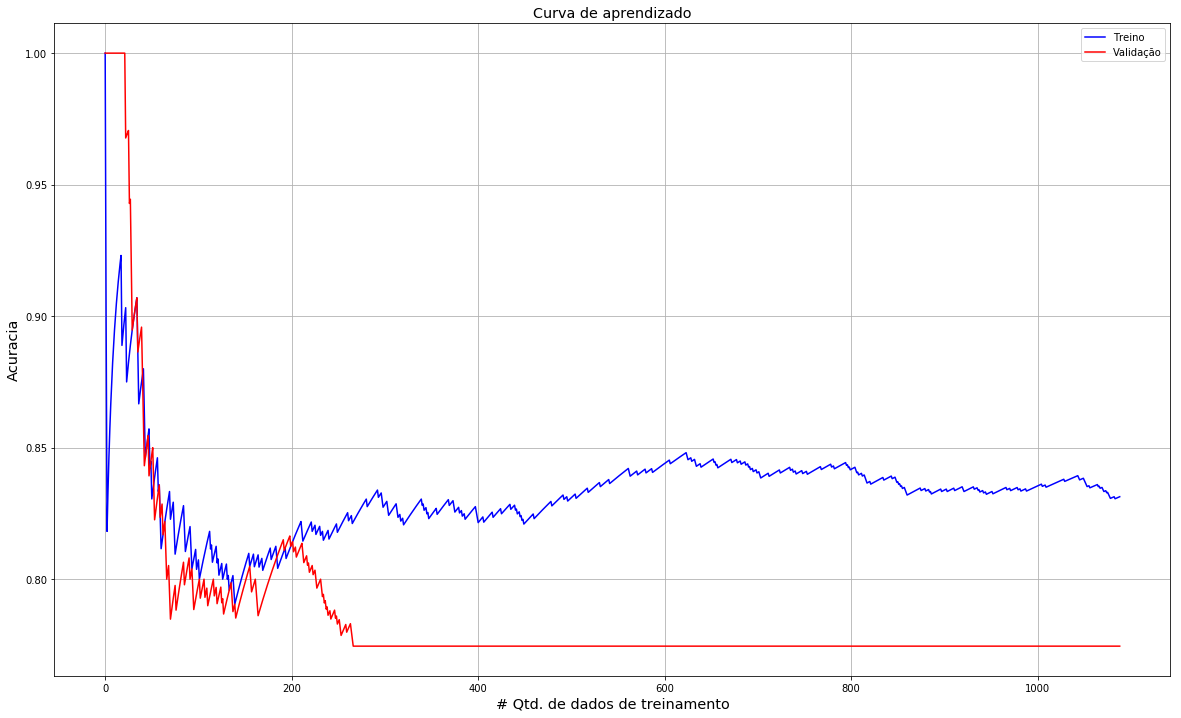 Curva de aprendizado
Treino
Validação
1.00
0.95
0.90
0.85
0.80
Acuracia
0 200 400 600 800 1000
# Qtd. de dados de treinamento